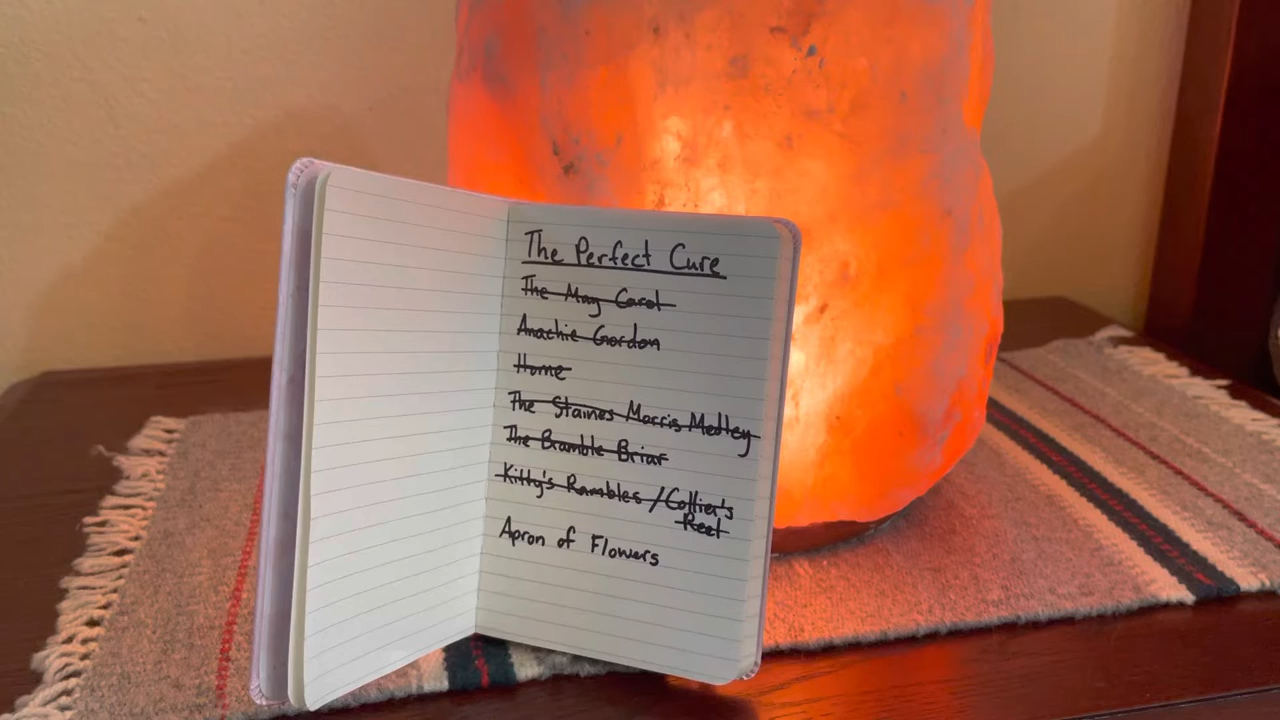 The Perfect Cure
The May Carol
Anachie Gordon
Home
The Staines Morris Medley
The Bramble Briar
Kitty's Rambles / Collier's
Reel
Apron of Flowers